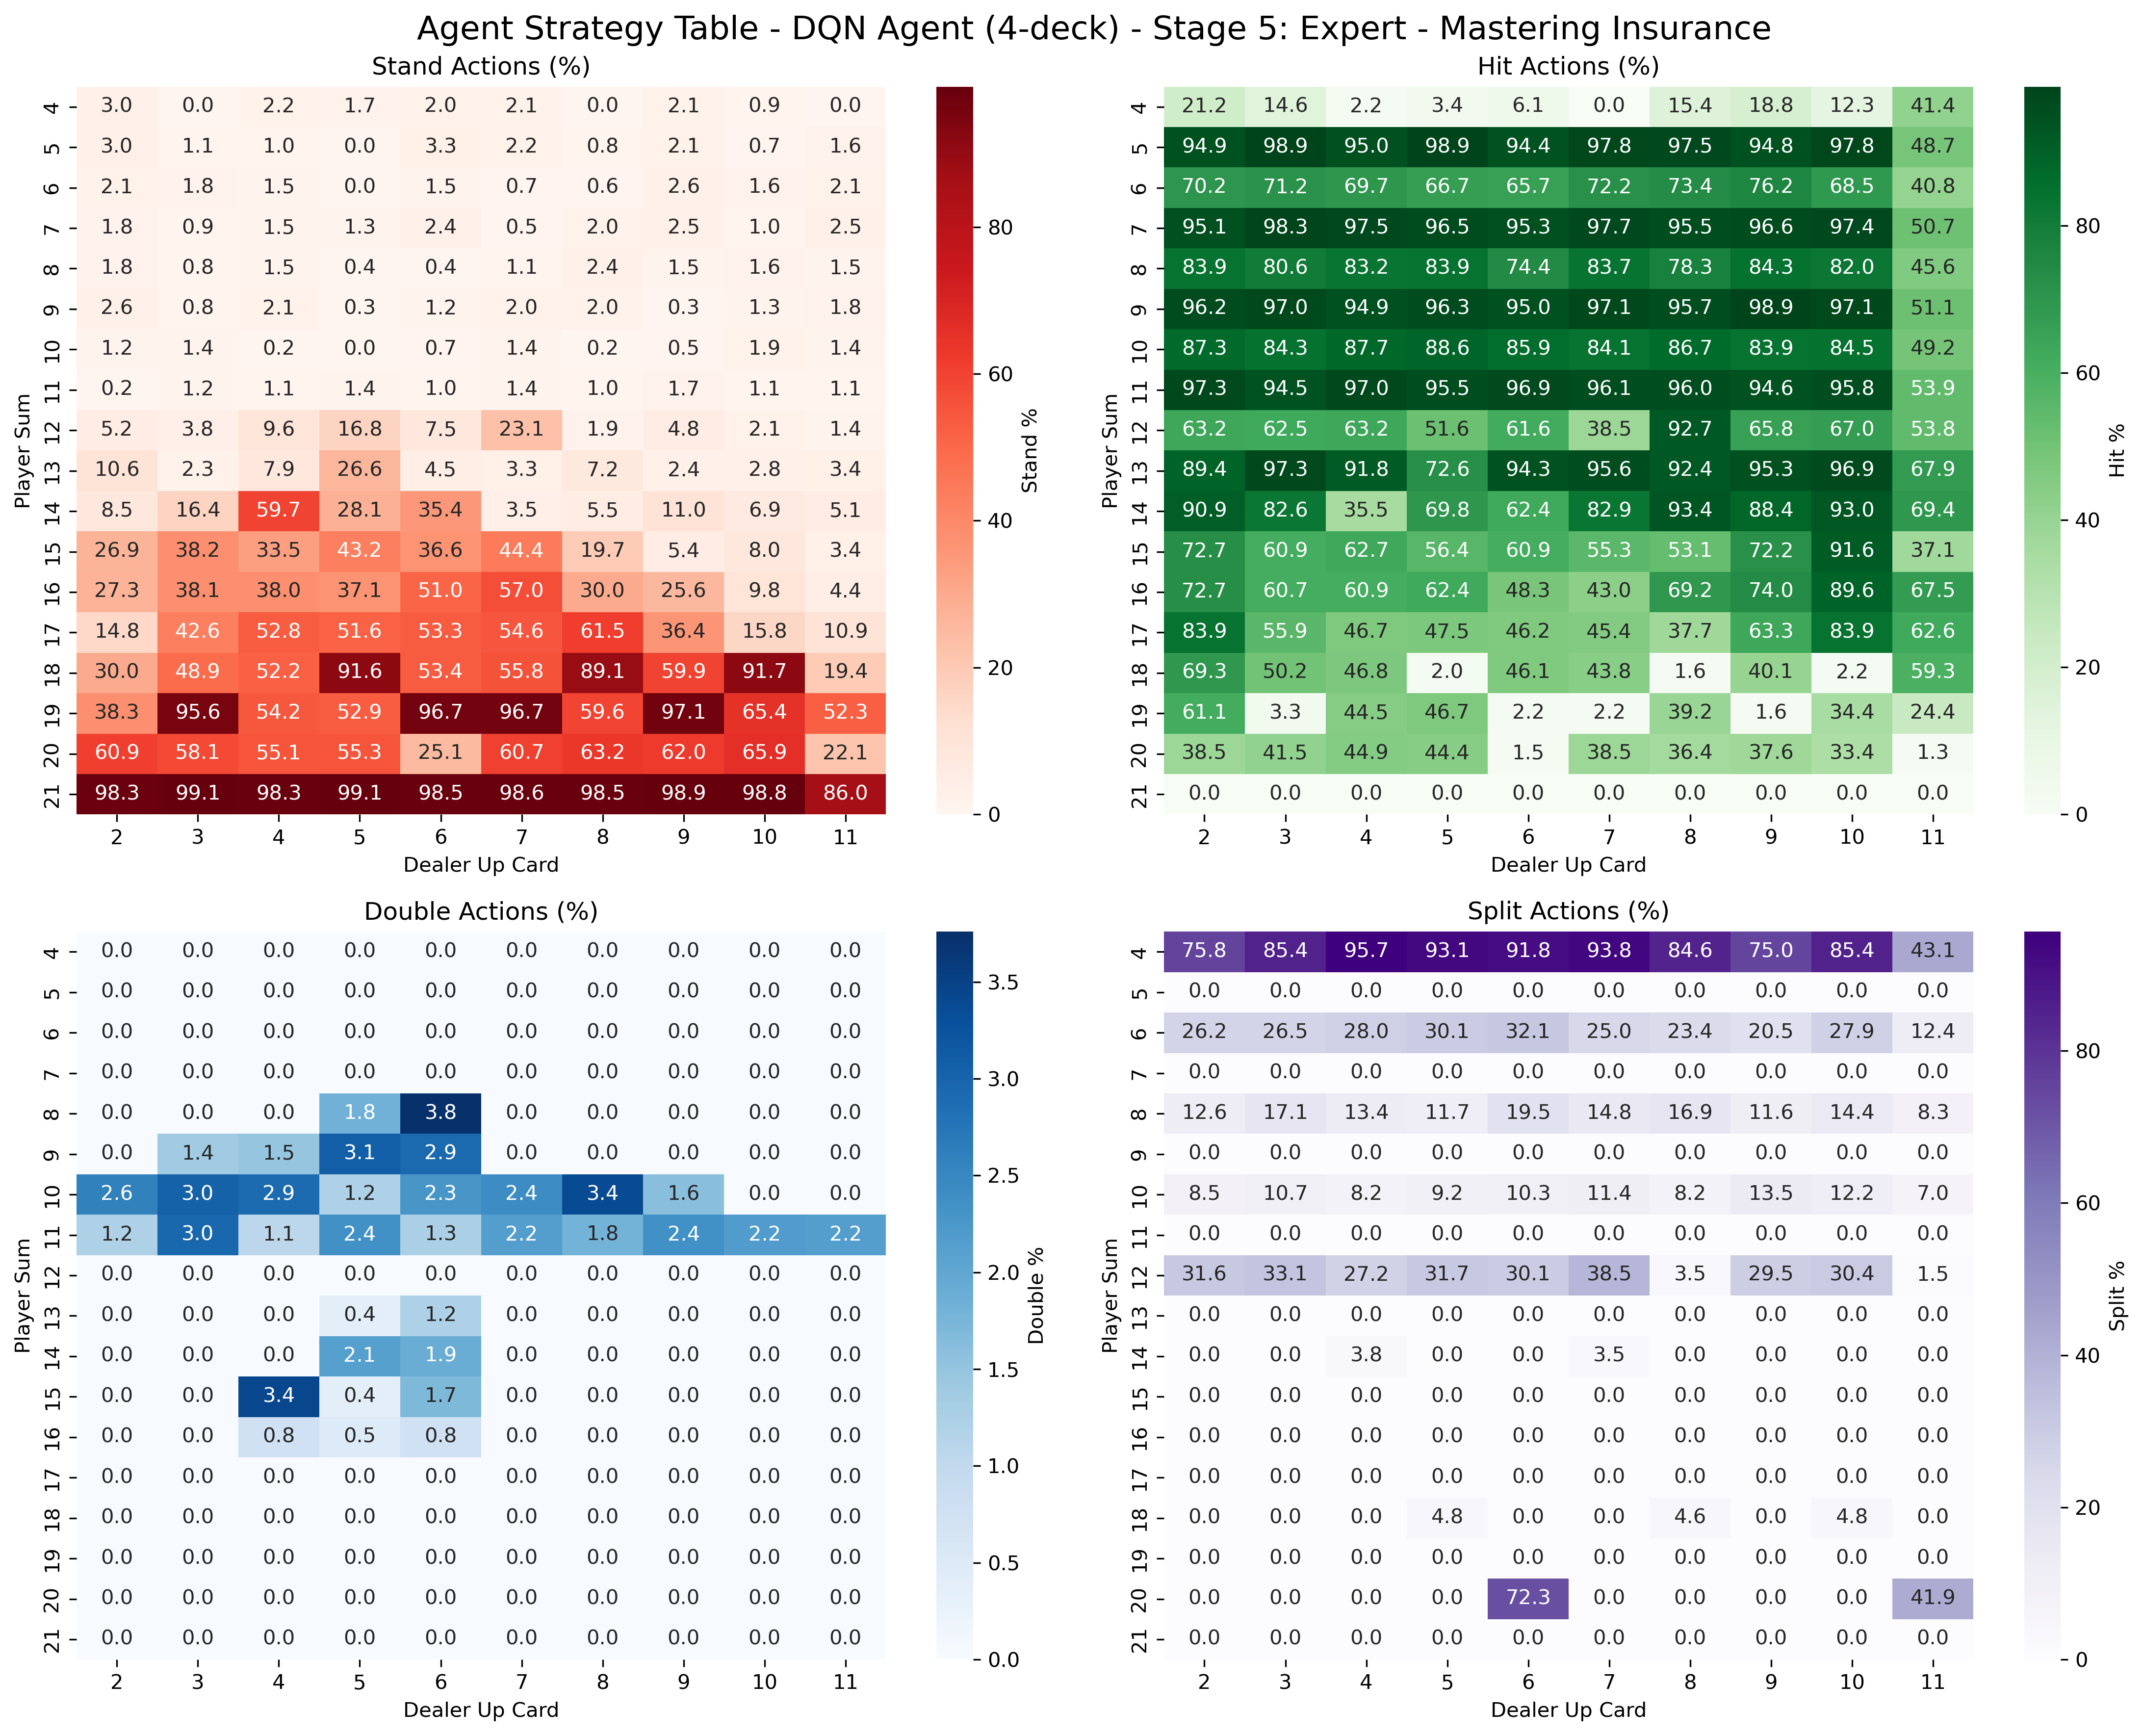 Agent Strategy Table - DQN Agent (4-deck) - Stage 5: Expert - Mastering Insurance
Stand Actions (%)
4 3.0 0.0 2.2 1.7 2.0 2.1 0.0 2.1 0.9 0.0
5 3.0 1.1 1.0 0.0 3.3 2.2 0.8 2.1 0.7 1.6
6 2.1 1.8 1.5 0.0 1.5 0.7 0.6 2.6 1.6 2.1
7 1.8 0.9 1.5 1.3 2.4 0.5 2.0 2.5 1.0 2.5
8 1.8 0.8 1.5 0.4 0.4 1.1 2.4 1.5 1.6 1.5
9 2.6 0.8 2.1 0.3 1.2 2.0 2.0 0.3 1.3 1.8
10 1.2 1.4 0.2 0.0 0.7 1.4 0.2 0.5 1.9 1.4
11 0.2 1.2 1.1 1.4 1.0 1.4 1.0 1.7 1.1 1.1
12 5.2 3.8 9.6 16.8 7.5 23.1 1.9 4.8 2.1 1.4
13 10.6 2.3 7.9 26.6 4.5 3.3 7.2 2.4 2.8 3.4
14 8.5 16.4 59.7 28.1 35.4 3.5 5.5 11.0 6.9 5.1
15 26.9 38.2 33.5 43.2 36.6 44.4 19.7 5.4 8.0 3.4
16 27.3 38.1 38.0 37.1 51.0 57.0 30.0 25.6 9.8 4.4
17 14.8 42.6 52.8 51.6 53.3 54.6 61.5 36.4 15.8 10.9
18 30.0 48.9 52.2 91.6 53.4 55.8 89.1 59.9 91.7 19.4
19 38.3 95.6 54.2 52.9 96.7 96.7 59.6 97.1 65.4 52.3
20 60.9 58.1 55.1 55.3 25.1 60.7 63.2 62.0 65.9 22.1
21 98.3 99.1 98.3 99.1 98.5 98.6 98.5 98.9 98.8 86.0
2 3 4 5 6 7 8 9 10 11
Dealer Up Card
Player Sum
80
60
40
20
0
Stand %
Hit Actions (%)
4 21.2 14.6 2.2 3.4 6.1 0.0 15.4 18.8 12.3 41.4
5 94.9 98.9 95.0 98.9 94.4 97.8 97.5 94.8 97.8 48.7
6 70.2 71.2 69.7 66.7 65.7 72.2 73.4 76.2 68.5 40.8
7 95.1 98.3 97.5 96.5 95.3 97.7 95.5 96.6 97.4 50.7
8 83.9 80.6 83.2 83.9 74.4 83.7 78.3 84.3 82.0 45.6
9 96.2 97.0 94.9 96.3 95.0 97.1 95.7 98.9 97.1 51.1
10 87.3 84.3 87.7 88.6 85.9 84.1 86.7 83.9 84.5 49.2
11 97.3 94.5 97.0 95.5 96.9 96.1 96.0 94.6 95.8 53.9
12 63.2 62.5 63.2 51.6 61.6 38.5 92.7 65.8 67.0 53.8
13 89.4 97.3 91.8 72.6 94.3 95.6 92.4 95.3 96.9 67.9
14 90.9 82.6 35.5 69.8 62.4 82.9 93.4 88.4 93.0 69.4
15 72.7 60.9 62.7 56.4 60.9 55.3 53.1 72.2 91.6 37.1
16 72.7 60.7 60.9 62.4 48.3 43.0 69.2 74.0 89.6 67.5
17 83.9 55.9 46.7 47.5 46.2 45.4 37.7 63.3 83.9 62.6
18 69.3 50.2 46.8 2.0 46.1 43.8 1.6 40.1 2.2 59.3
19 61.1 3.3 44.5 46.7 2.2 2.2 39.2 1.6 34.4 24.4
20 38.5 41.5 44.9 44.4 1.5 38.5 36.4 37.6 33.4 1.3
21 0.0 0.0 0.0 0.0 0.0 0.0 0.0 0.0 0.0 0.0
2 3 4 5 6 7 8 9 10 11
Dealer Up Card
Player Sum
80
60
40
20
0
Hit %
Double Actions (%)
4 0.0 0.0 0.0 0.0 0.0 0.0 0.0 0.0 0.0 0.0
5 0.0 0.0 0.0 0.0 0.0 0.0 0.0 0.0 0.0 0.0
6 0.0 0.0 0.0 0.0 0.0 0.0 0.0 0.0 0.0 0.0
7 0.0 0.0 0.0 0.0 0.0 0.0 0.0 0.0 0.0 0.0
8 0.0 0.0 0.0 1.8 3.8 0.0 0.0 0.0 0.0 0.0
9 0.0 1.4 1.5 3.1 2.9 0.0 0.0 0.0 0.0 0.0
10 2.6 3.0 2.9 1.2 2.3 2.4 3.4 1.6 0.0 0.0
11 1.2 3.0 1.1 2.4 1.3 2.2 1.8 2.4 2.2 2.2
12 0.0 0.0 0.0 0.0 0.0 0.0 0.0 0.0 0.0 0.0
13 0.0 0.0 0.0 0.4 1.2 0.0 0.0 0.0 0.0 0.0
14 0.0 0.0 0.0 2.1 1.9 0.0 0.0 0.0 0.0 0.0
15 0.0 0.0 3.4 0.4 1.7 0.0 0.0 0.0 0.0 0.0
16 0.0 0.0 0.8 0.5 0.8 0.0 0.0 0.0 0.0 0.0
17 0.0 0.0 0.0 0.0 0.0 0.0 0.0 0.0 0.0 0.0
18 0.0 0.0 0.0 0.0 0.0 0.0 0.0 0.0 0.0 0.0
19 0.0 0.0 0.0 0.0 0.0 0.0 0.0 0.0 0.0 0.0
20 0.0 0.0 0.0 0.0 0.0 0.0 0.0 0.0 0.0 0.0
21 0.0 0.0 0.0 0.0 0.0 0.0 0.0 0.0 0.0 0.0
2 3 4 5 6 7 8 9 10 11
Dealer Up Card
Player Sum
3.5
3.0
2.5
2.0
1.5
1.0
0.5
0.0
Double %
Split Actions (%)
4 75.8 85.4 95.7 93.1 91.8 93.8 84.6 75.0 85.4 43.1
5 0.0 0.0 0.0 0.0 0.0 0.0 0.0 0.0 0.0 0.0
6 26.2 26.5 28.0 30.1 32.1 25.0 23.4 20.5 27.9 12.4
7 0.0 0.0 0.0 0.0 0.0 0.0 0.0 0.0 0.0 0.0
8 12.6 17.1 13.4 11.7 19.5 14.8 16.9 11.6 14.4 8.3
9 0.0 0.0 0.0 0.0 0.0 0.0 0.0 0.0 0.0 0.0
10 8.5 10.7 8.2 9.2 10.3 11.4 8.2 13.5 12.2 7.0
11 0.0 0.0 0.0 0.0 0.0 0.0 0.0 0.0 0.0 0.0
12 31.6 33.1 27.2 31.7 30.1 38.5 3.5 29.5 30.4 1.5
13 0.0 0.0 0.0 0.0 0.0 0.0 0.0 0.0 0.0 0.0
14 0.0 0.0 3.8 0.0 0.0 3.5 0.0 0.0 0.0 0.0
15 0.0 0.0 0.0 0.0 0.0 0.0 0.0 0.0 0.0 0.0
16 0.0 0.0 0.0 0.0 0.0 0.0 0.0 0.0 0.0 0.0
17 0.0 0.0 0.0 0.0 0.0 0.0 0.0 0.0 0.0 0.0
18 0.0 0.0 0.0 4.8 0.0 0.0 4.6 0.0 4.8 0.0
19 0.0 0.0 0.0 0.0 0.0 0.0 0.0 0.0 0.0 0.0
20 0.0 0.0 0.0 0.0 72.3 0.0 0.0 0.0 0.0 41.9
21 0.0 0.0 0.0 0.0 0.0 0.0 0.0 0.0 0.0 0.0
2 3 4 5 6 7 8 9 10 11
Dealer Up Card
Player Sum
80
60
40
20
0
Split %